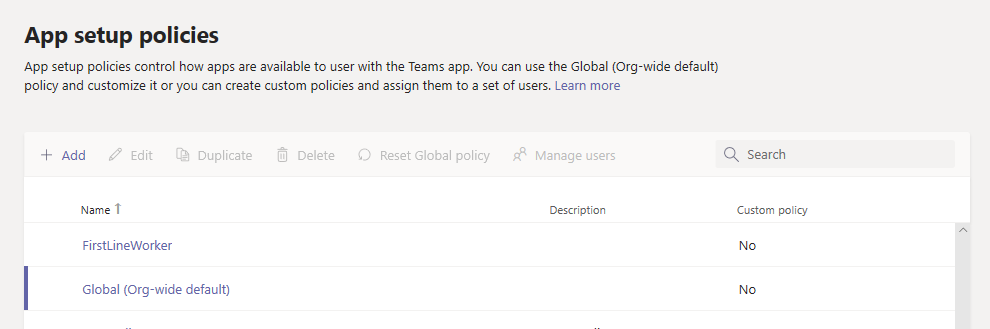 App setup policies
App setup policies control how apps are available to user with the Teams app. You can use the Global (Org-wide default)
policy and customize it or you can create custom policies and assign them to a set of users. Learn more
Add Edit Duplicate Delete Reset Global policy Manage users Search
Name Description Custom policy
FirstLineWorker No
Global (Org-wide default) No